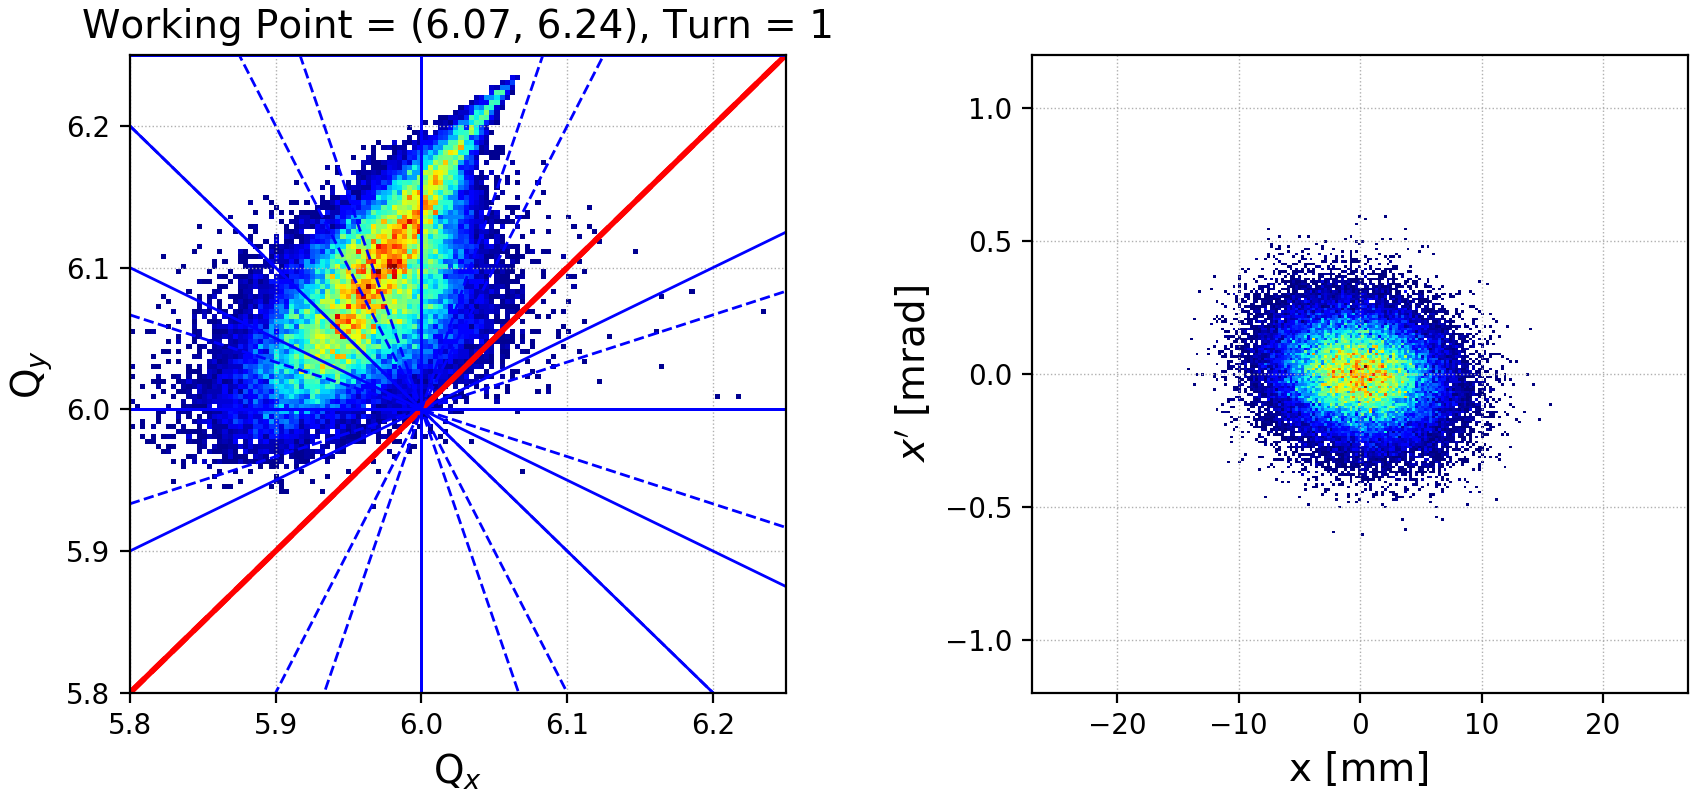 Working Point = (6.07, 6.24), Turn = 1
6.2
6.1
6.0
5.9
5.8
Q_y
5.8 5.9 6.0 6.1 6.2
Q_x
1.0
0.5
0.0
−0.5
−1.0
x′ [mrad]
−20 −10 0 10 20
x [mm]